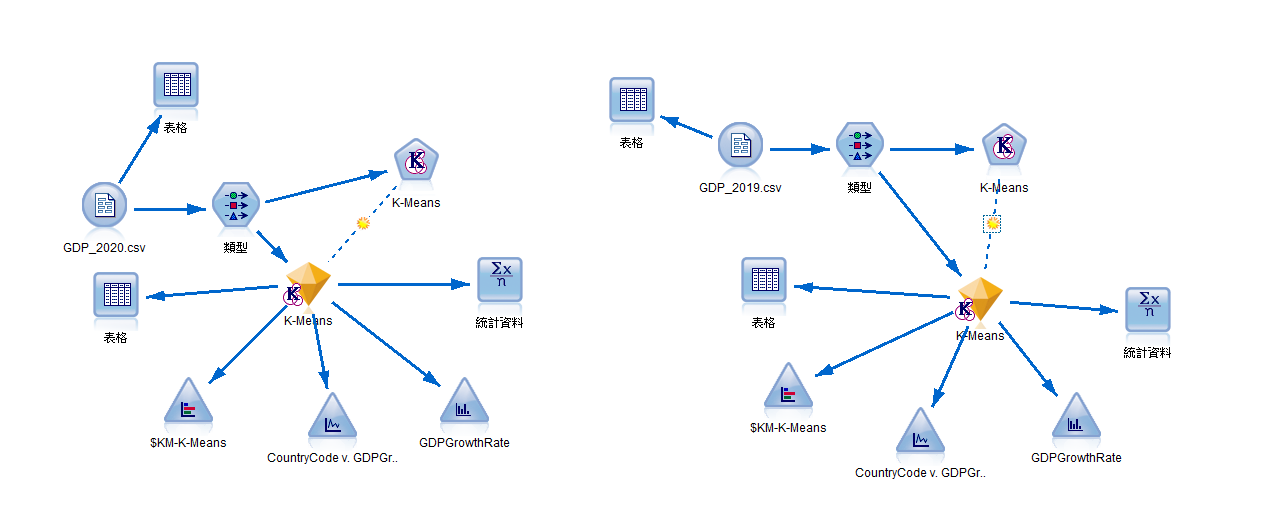 表格
K-Means
GDP_2020.csv
類型
表格
K-Means
Σx
n
統計資料
$KM-K-Means
CountryCode v. GDPGr..
GDPGrowthRate
表格
GDP_2019.csv
類型
K-Means
表格
K-Means
Σx
n
統計資料
$KM-K-Means
CountryCode v. GDPGr..
GDPGrowthRate
K
K
K
K